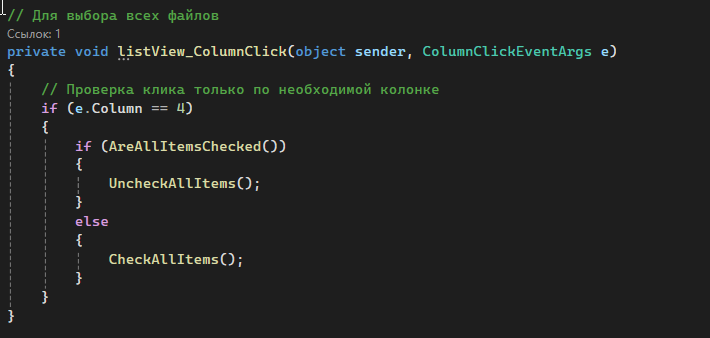 // Для выбора всех файлов
Ссылок: 1
private void listView_ColumnClick(object sender, ColumnClickEventArgs e)
{
    // Проверка клика только по необходимой колонке
    if (e.Column == 4)
    {
        if (AreAllItemsChecked())
        {
            UncheckAllItems();
        }
        else
        {
            CheckAllItems();
        }
    }
}